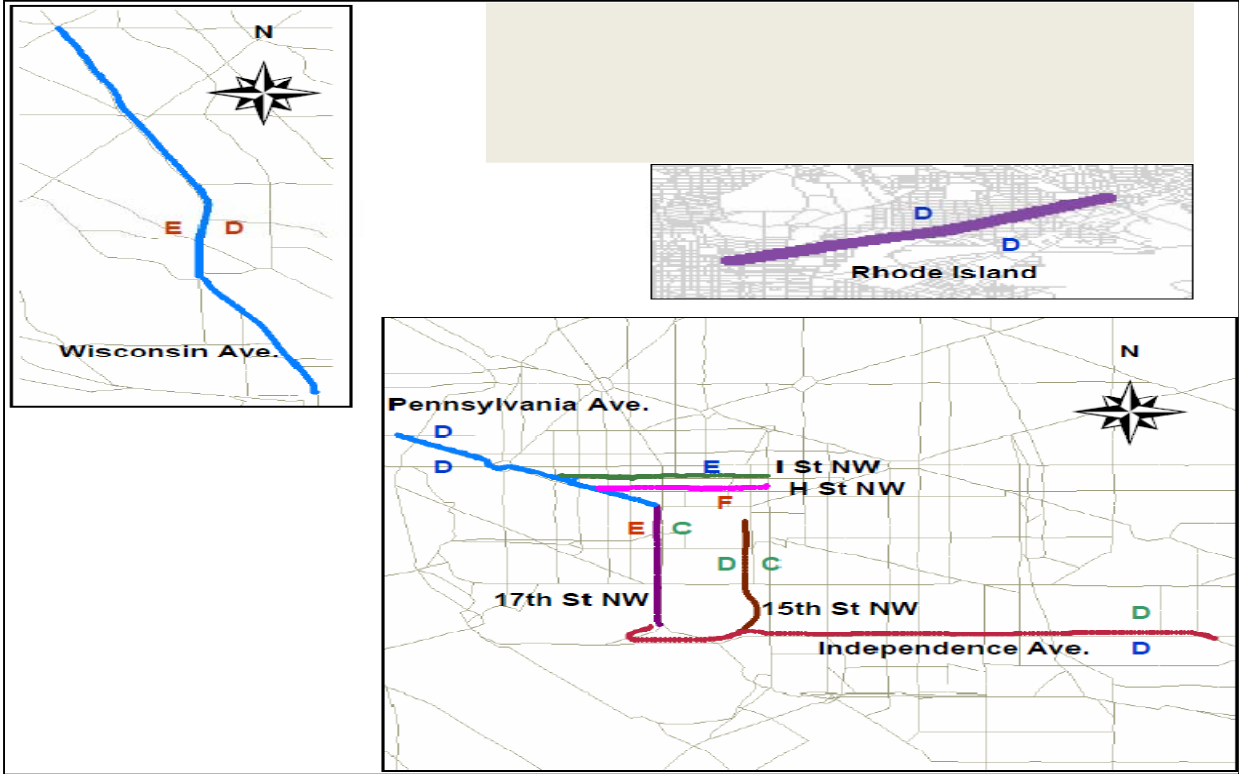 N
E D
Wisconsin Ave.
D
D
Rhode Island
N
Pennsylvania Ave.
D
D
E I St NW
H St NW
F
E C
D C
17th St NW
15th St NW
D
Independence Ave. D